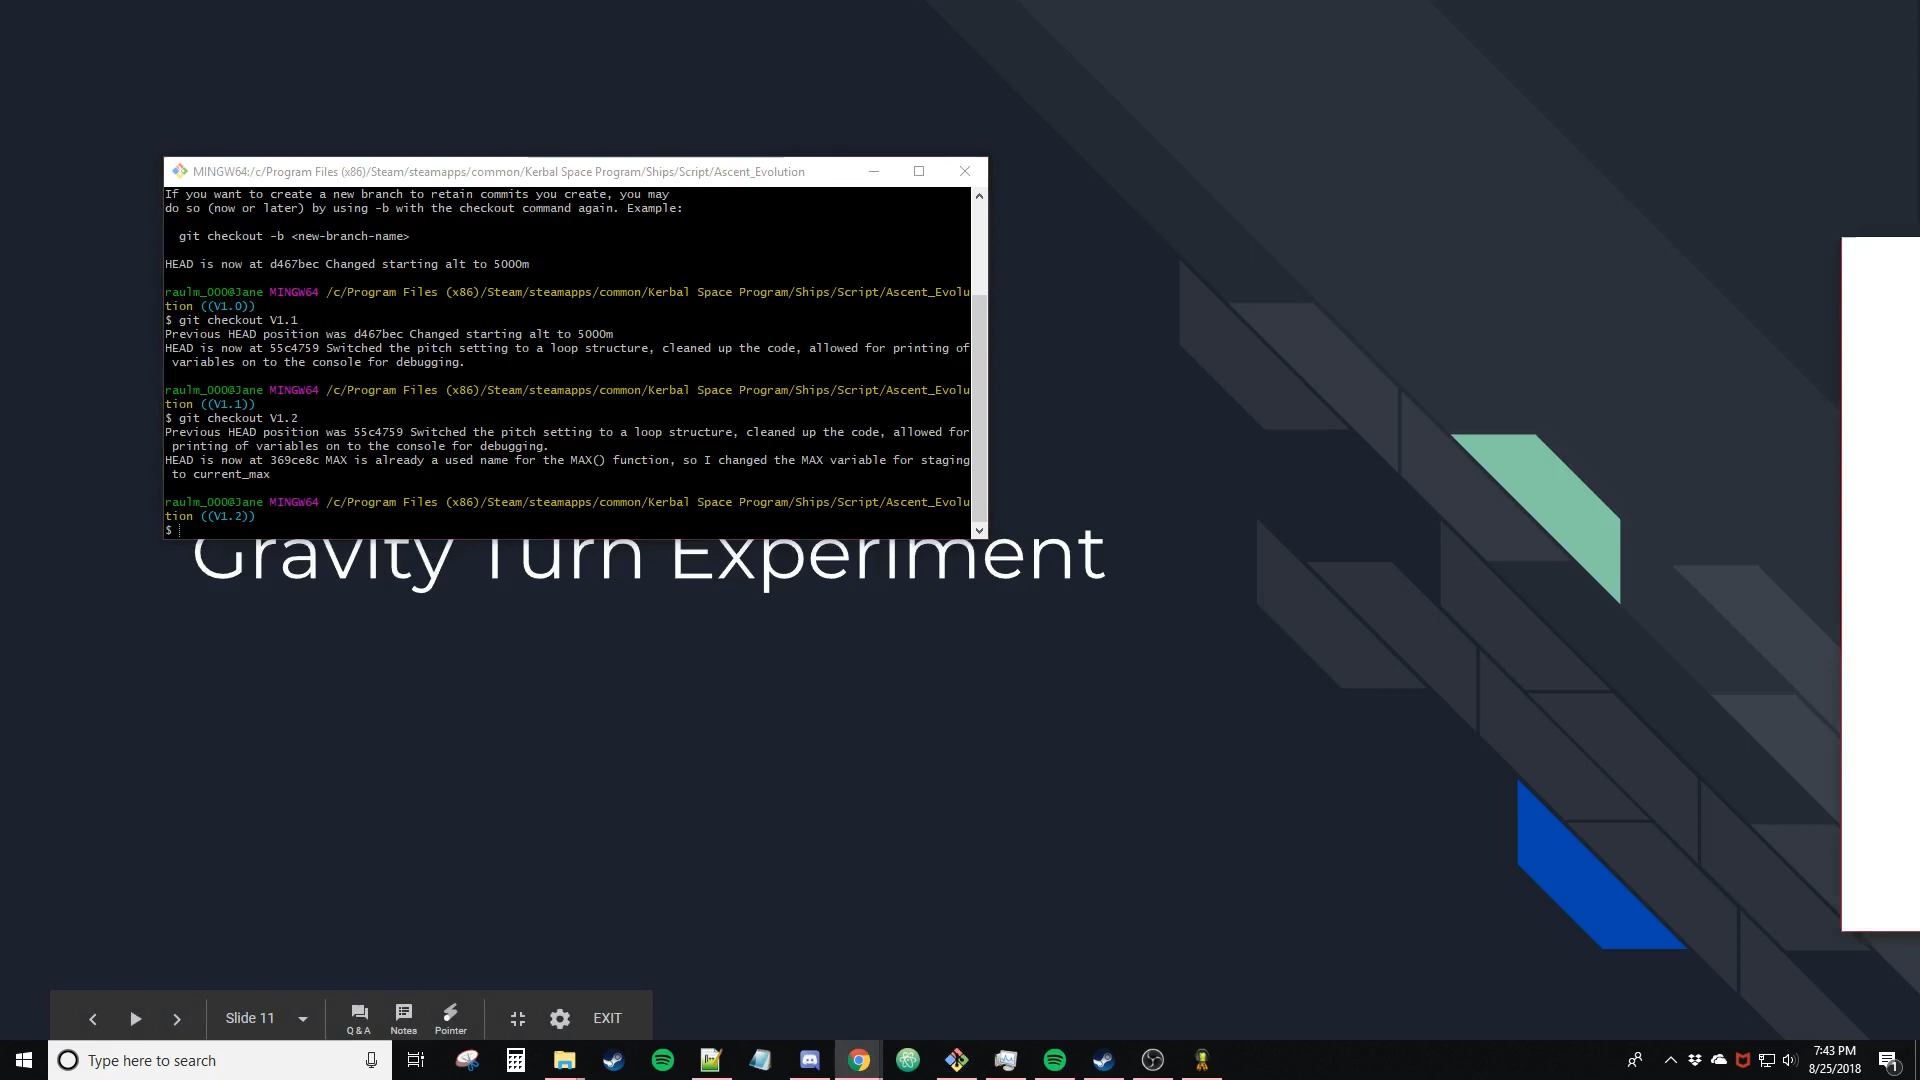 MINGW64:/c/Program Files (x86)/Steam/steamapps/common/Kerbal Space Program/Ships/Script/Ascent_Evolution
If you want to create a new branch to retain commits you create, you may
do so (now or later) by using -b with the checkout command again. Example:
git checkout -b <new-branch-name>
HEAD is now at d467bec Changed starting alt to 5000m
raulm_000@Jane MINGW64 /c/Program Files (x86)/Steam/steamapps/common/Kerbal Space Program/Ships/Script/Ascent_Evolu
tion ((V1.0))
$ git checkout V1.1
Previous HEAD position was d467bec Changed starting alt to 5000m
HEAD is now at 55c4759 Switched the pitch setting to a loop structure, cleaned up the code, allowed for printing of
variables on to the console for debugging.
raulm_000@Jane MINGW64 /c/Program Files (x86)/Steam/steamapps/common/Kerbal Space Program/Ships/Script/Ascent_Evolu
tion ((V1.1))
$ git checkout V1.2
Previous HEAD position was 55c4759 Switched the pitch setting to a loop structure, cleaned up the code, allowed for
printing of variables on to the console for debugging.
HEAD is now at 369ce8c MAX is already a used name for the MAX() function, so I changed the MAX variable for staging
to current_max
raulm_000@Jane MINGW64 /c/Program Files (x86)/Steam/steamapps/common/Kerbal Space Program/Ships/Script/Ascent_Evolu
tion ((V1.2))
$
Gravity Turn Experiment
Slide 11
Q & A
Notes
Pointer
EXIT
Type here to search
7:43 PM
8/25/2018
1